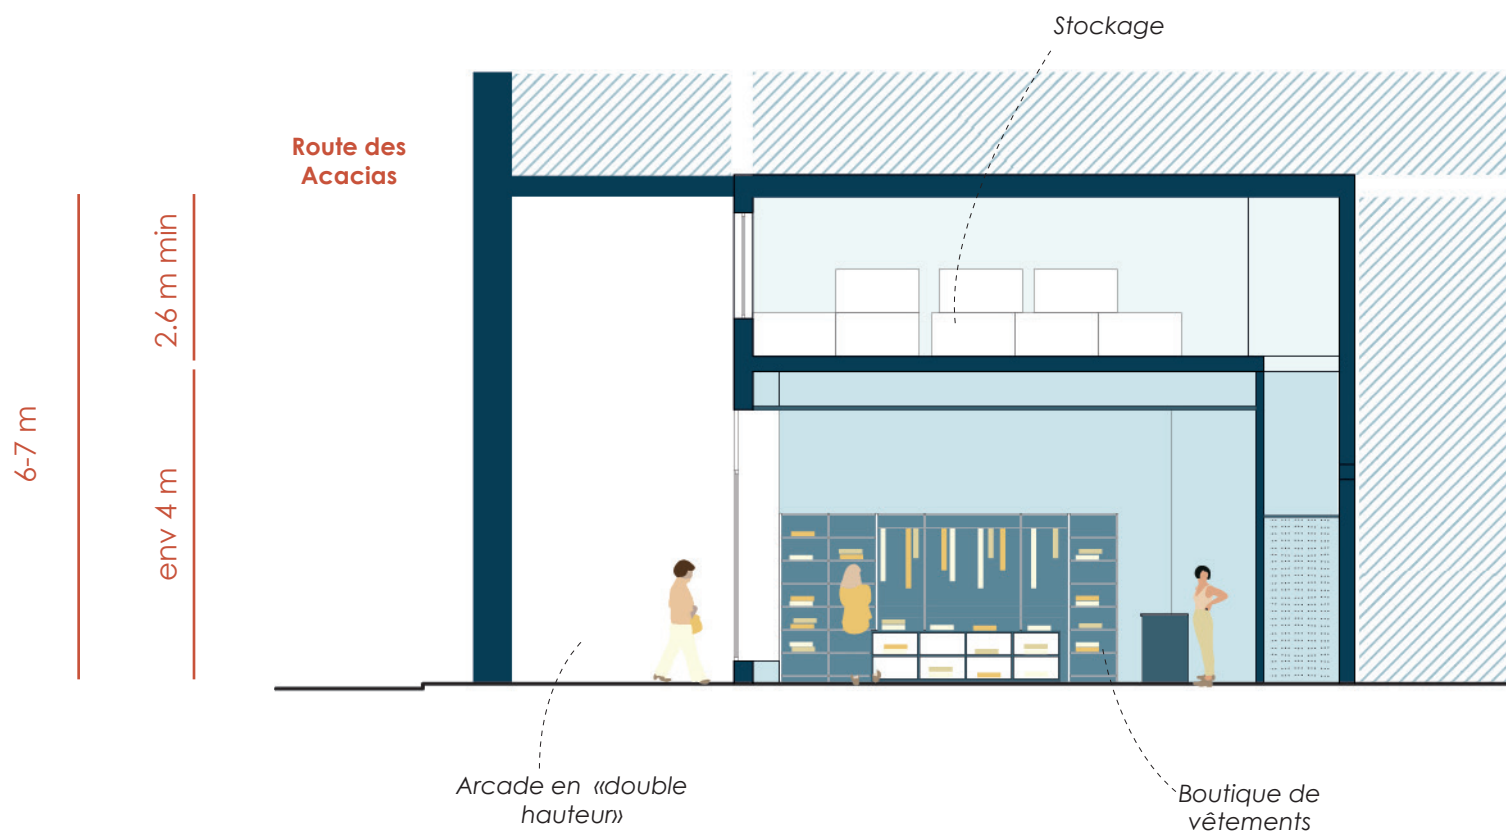 Stockage
Route des
Acacias
2.6 m min
6-7 m
env 4 m
Arcade en «double
hauteur»
Boutique de
vêtements